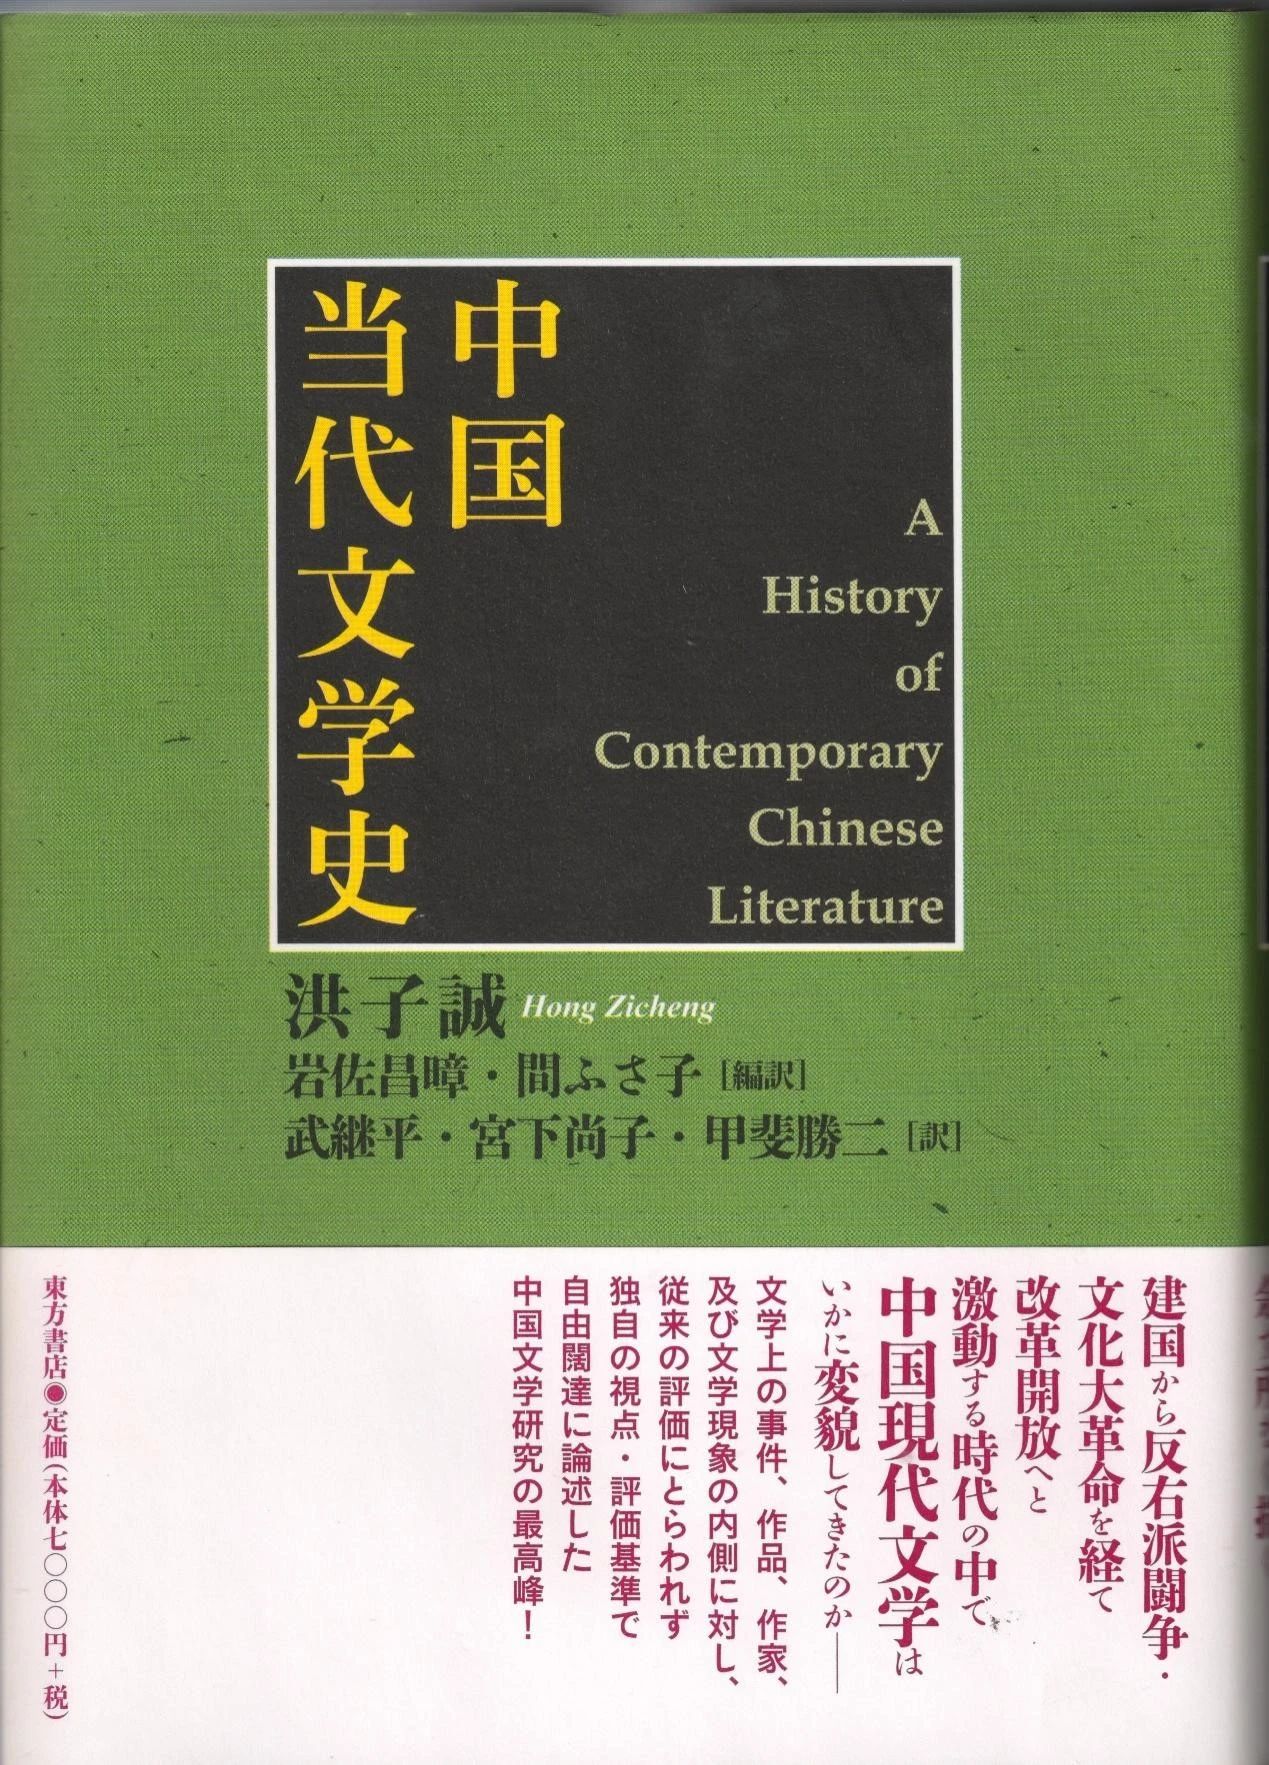 中国
当代文学史
A
History
of
Contemporary
Chinese
Literature
洪子誠 Hong Zicheng
岩佐昌暲・間ふさ子［編訳］
武継平・宮下尚子・甲斐勝二［訳］
建国から反右派闘争・
文化大革命を経て
改革開放へと
激動する時代の中で
中国現代文学は
いかに変貌してきたのか――
文学上の事件、作品、作家、
及び文学現象の内側に対し、
従来の評価にとらわれず
独自の視点・評価基準で
自由闊達に論述した
中国文学研究の最高峰！
東方書店◉定価（本体七〇〇〇円+税）